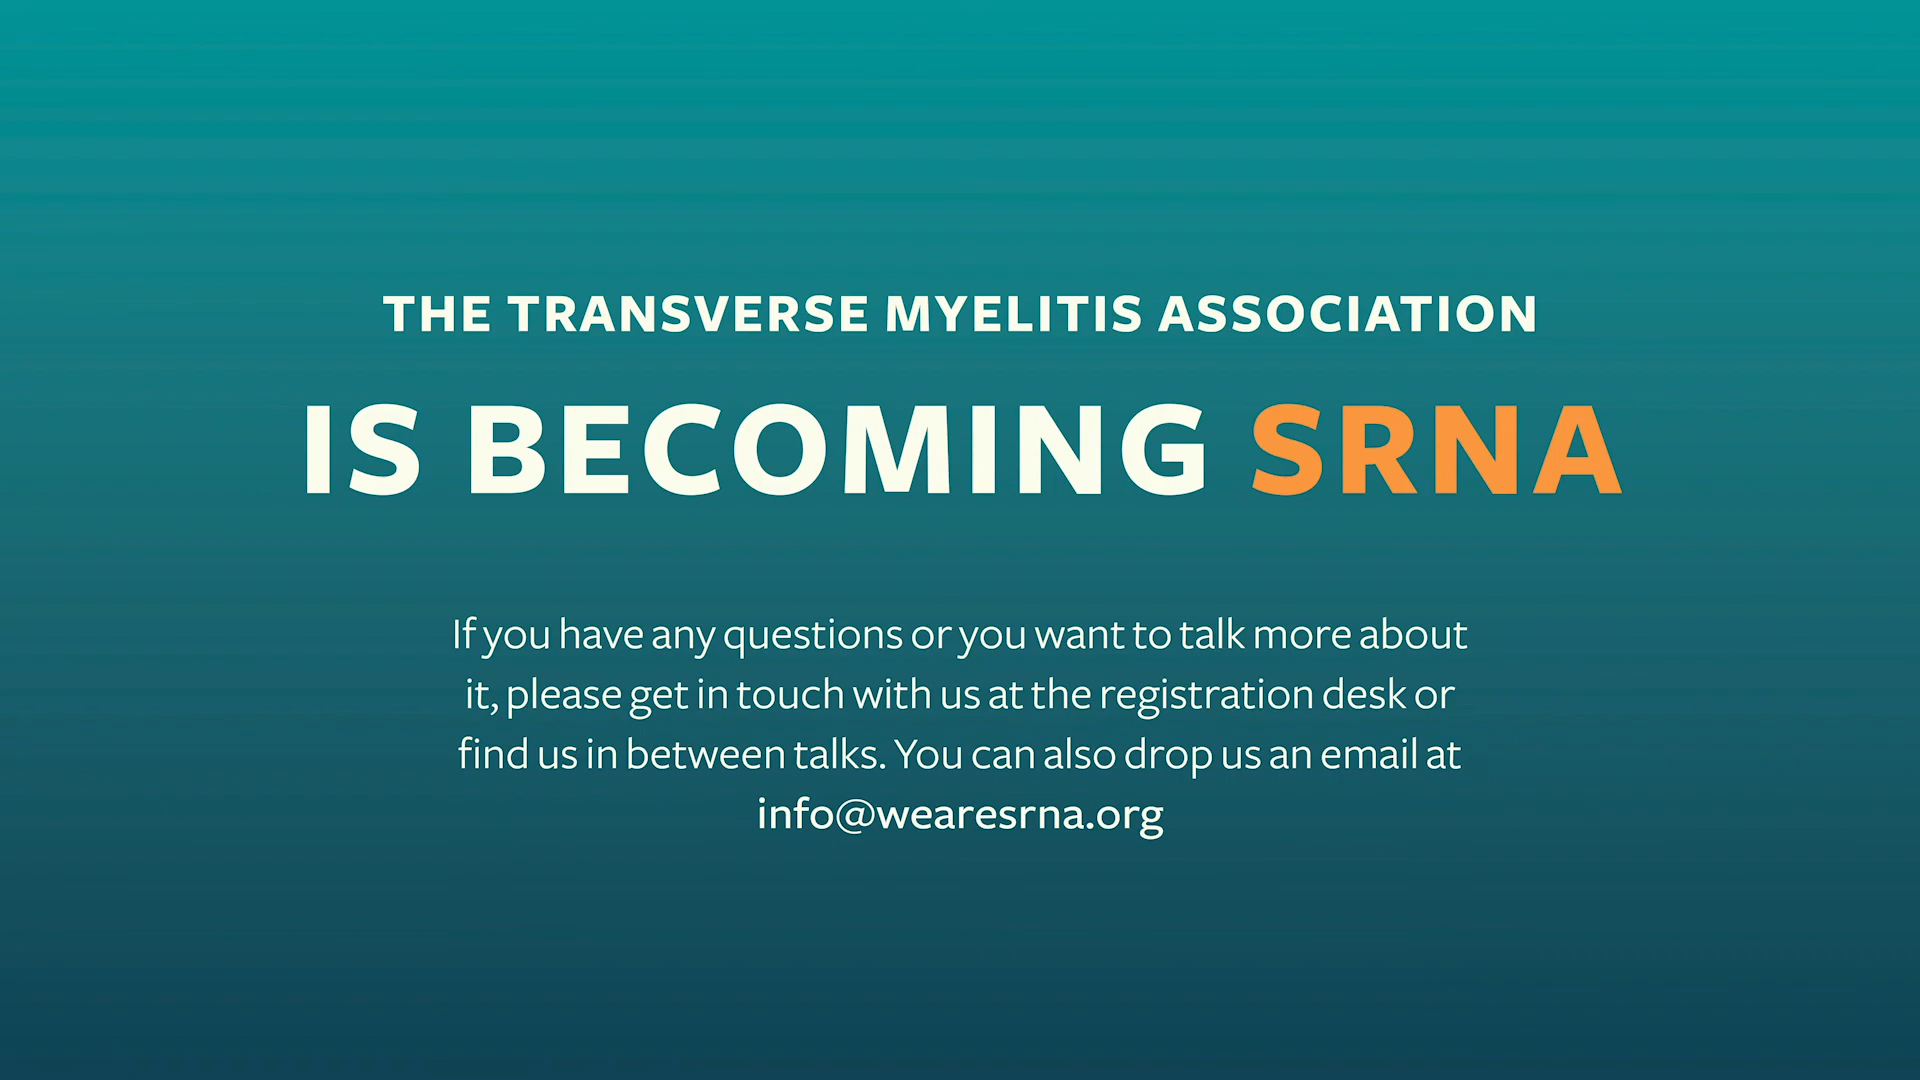 THE TRANSVERSE MYELITIS ASSOCIATION
IS BECOMING SRNA
If you have any questions or you want to talk more about
it, please get in touch with us at the registration desk or
find us in between talks. You can also drop us an email at
info@wearesrna.org